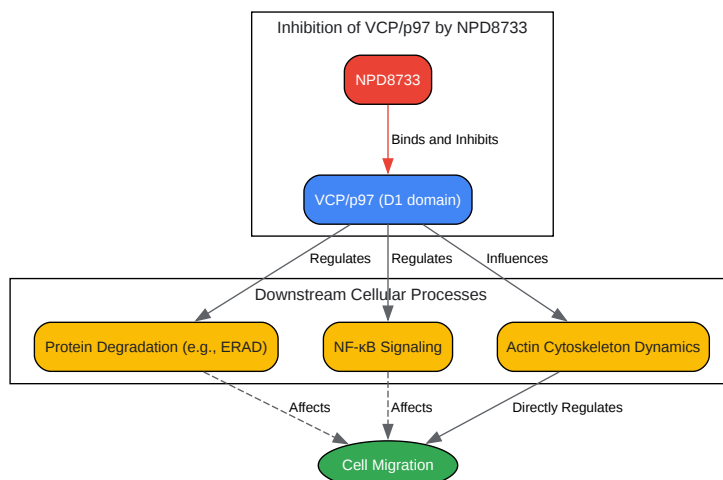 Inhibition of VCP/p97 by NPD8733
NPD8733
Binds and Inhibits
VCP/p97 (D1 domain)
Regulates
Regulates
Influences
Downstream Cellular Processes
Protein Degradation (e.g., ERAD)
NF-κB Signaling
Actin Cytoskeleton Dynamics
Affects
Affects
Directly Regulates
Cell Migration